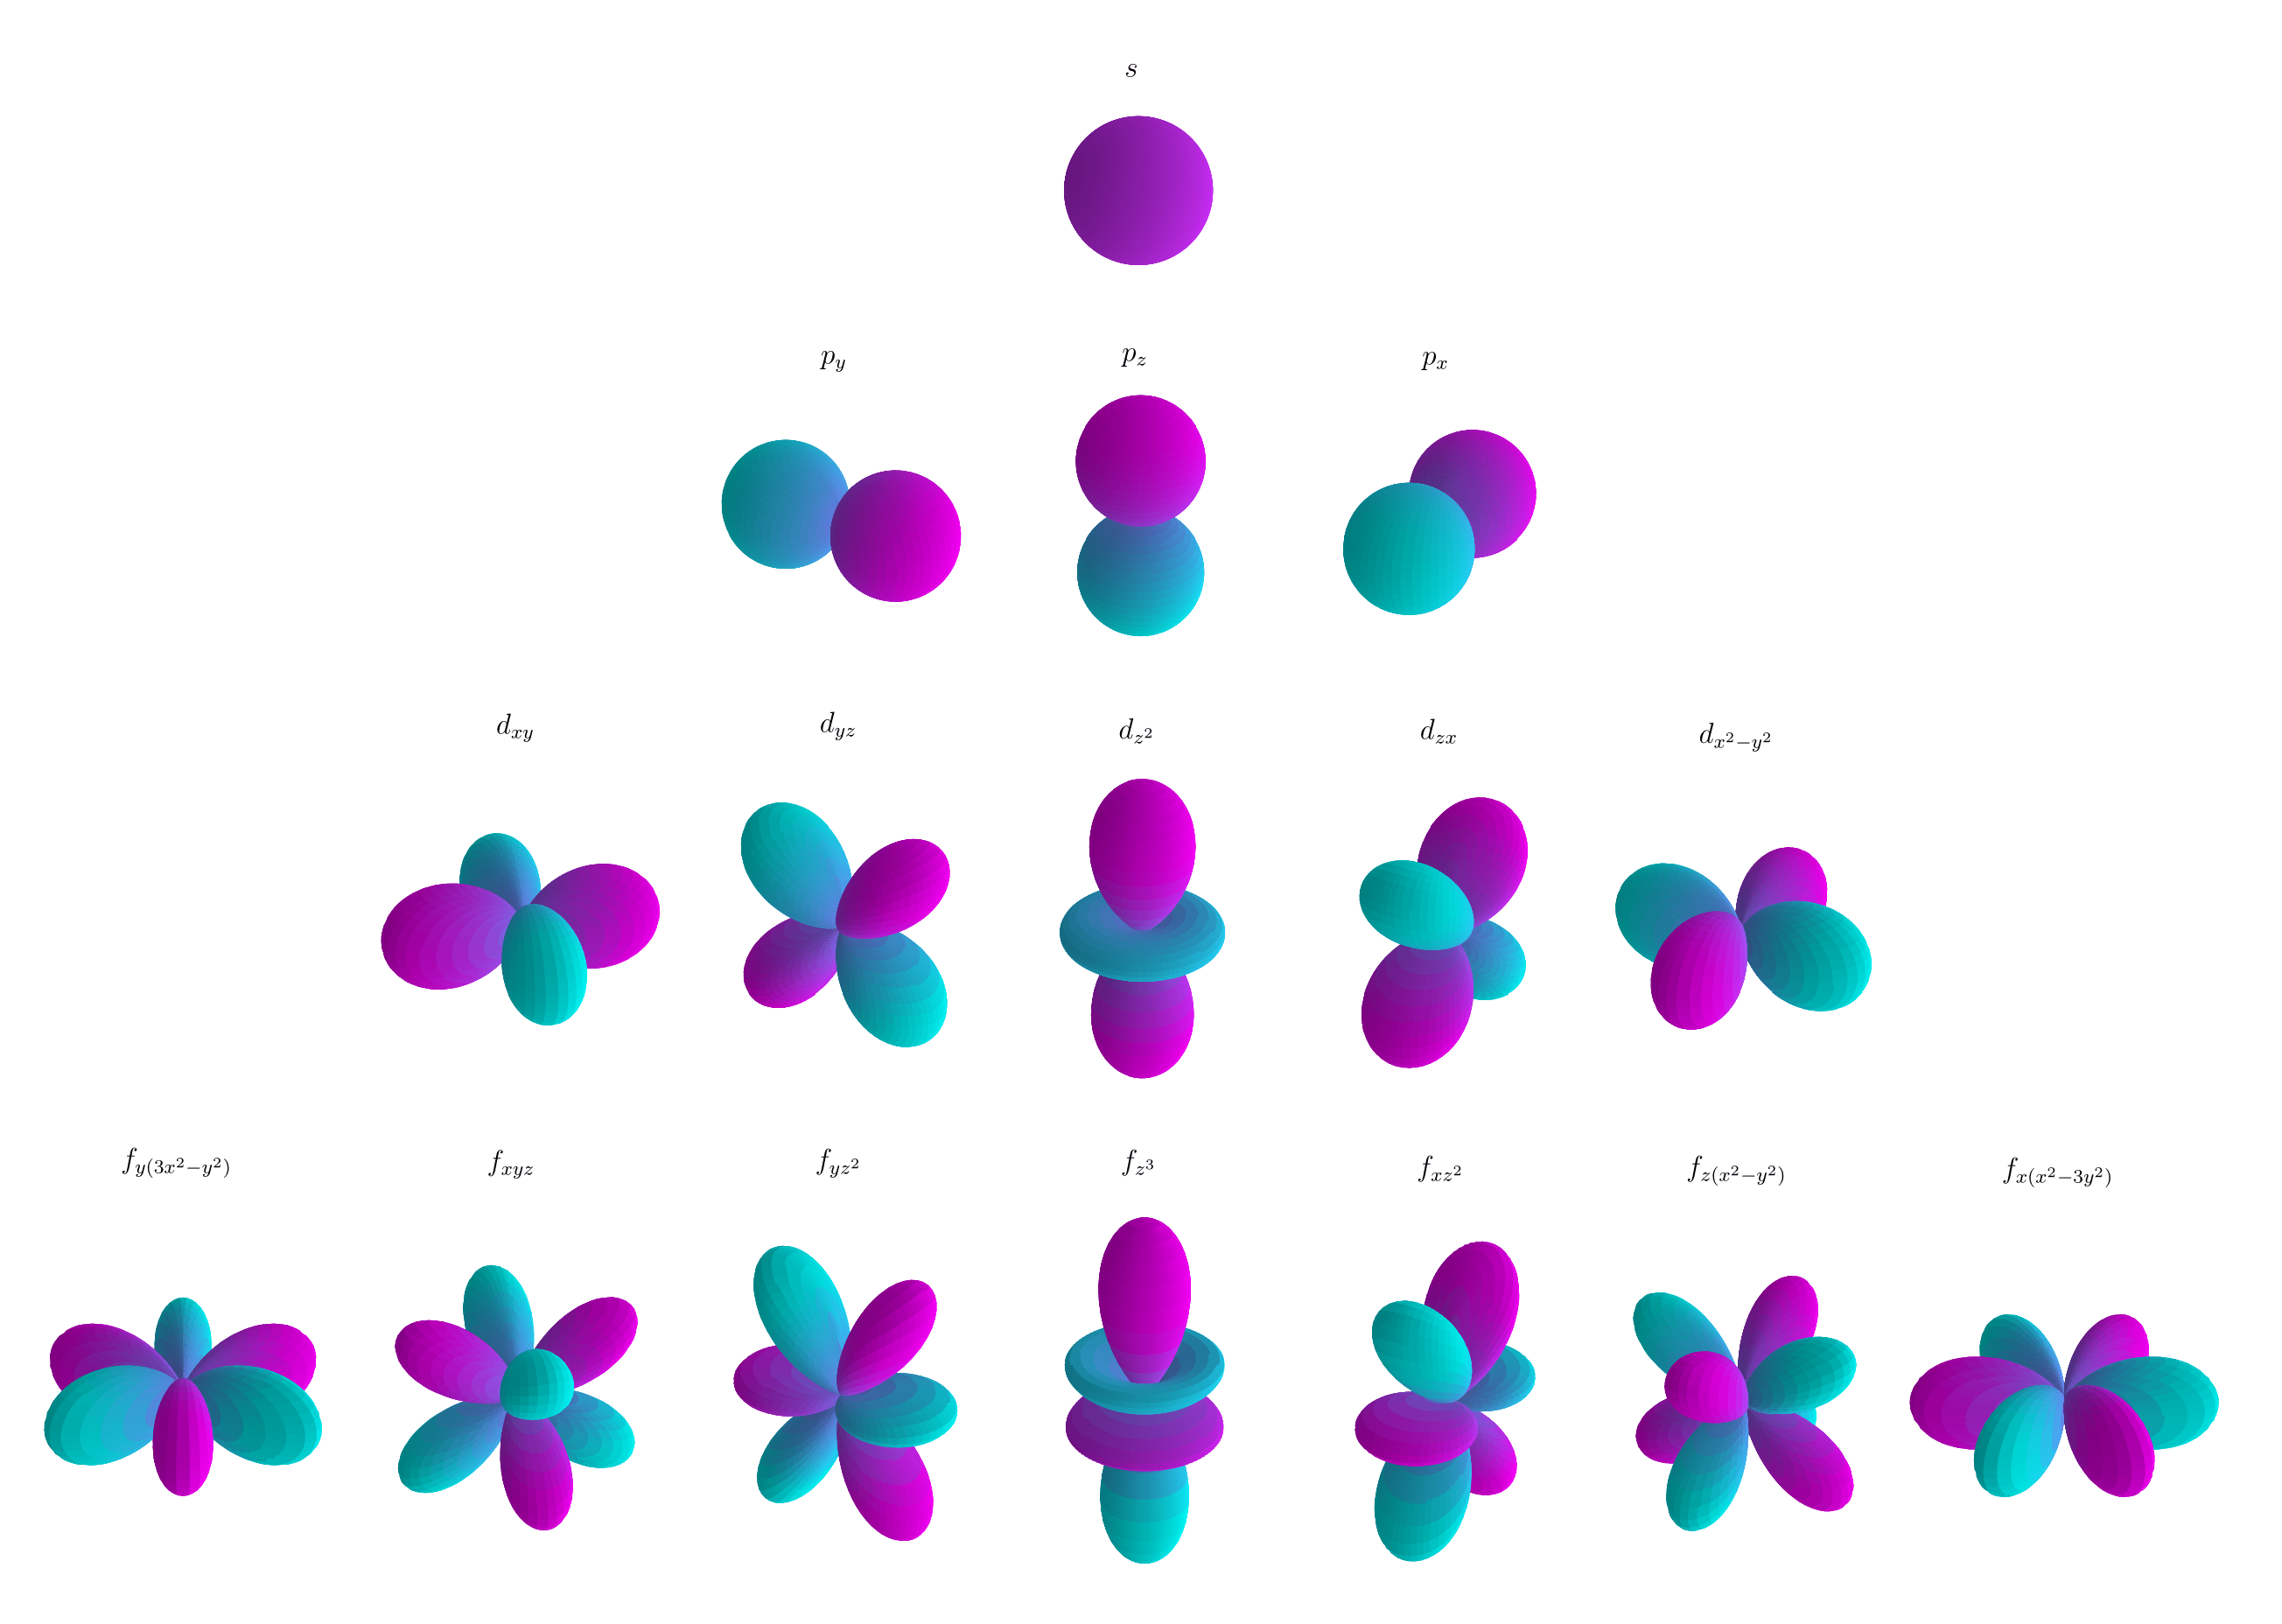 s
p_y p_z p_x
d_{xy} d_{yz} d_{z^2} d_{zx} d_{x^2-y^2}
f_{y(3x^2-y^2)} f_{xyz} f_{yz^2} f_{z^3} f_{xz^2} f_{z(x^2-y^2)} f_{x(x^2-3y^2)}